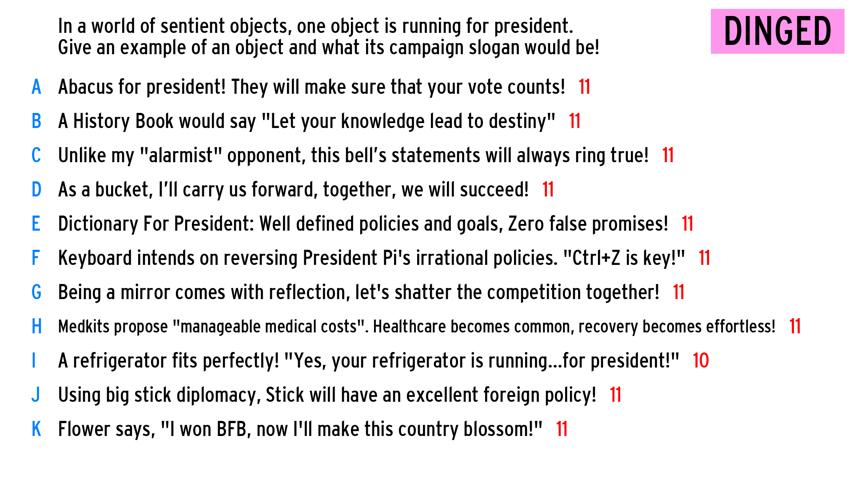 In a world of sentient objects, one object is running for president.
Give an example of an object and what its campaign slogan would be!
DINGED
A Abacus for president! They will make sure that your vote counts! 11
B A History Book would say "Let your knowledge lead to destiny" 11
C Unlike my "alarmist" opponent, this bell's statements will always ring true! 11
D As a bucket, I'll carry us forward, together, we will succeed! 11
E Dictionary For President: Well defined policies and goals, Zero false promises! 11
F Keyboard intends on reversing President Pi's irrational policies. "Ctrl+Z is key!" 11
G Being a mirror comes with reflection, let's shatter the competition together! 11
H Medkits propose "manageable medical costs". Healthcare becomes common, recovery becomes effortless! 11
I A refrigerator fits perfectly! "Yes, your refrigerator is running...for president!" 10
J Using big stick diplomacy, Stick will have an excellent foreign policy! 11
K Flower says, "I won BFB, now I'll make this country blossom!" 11